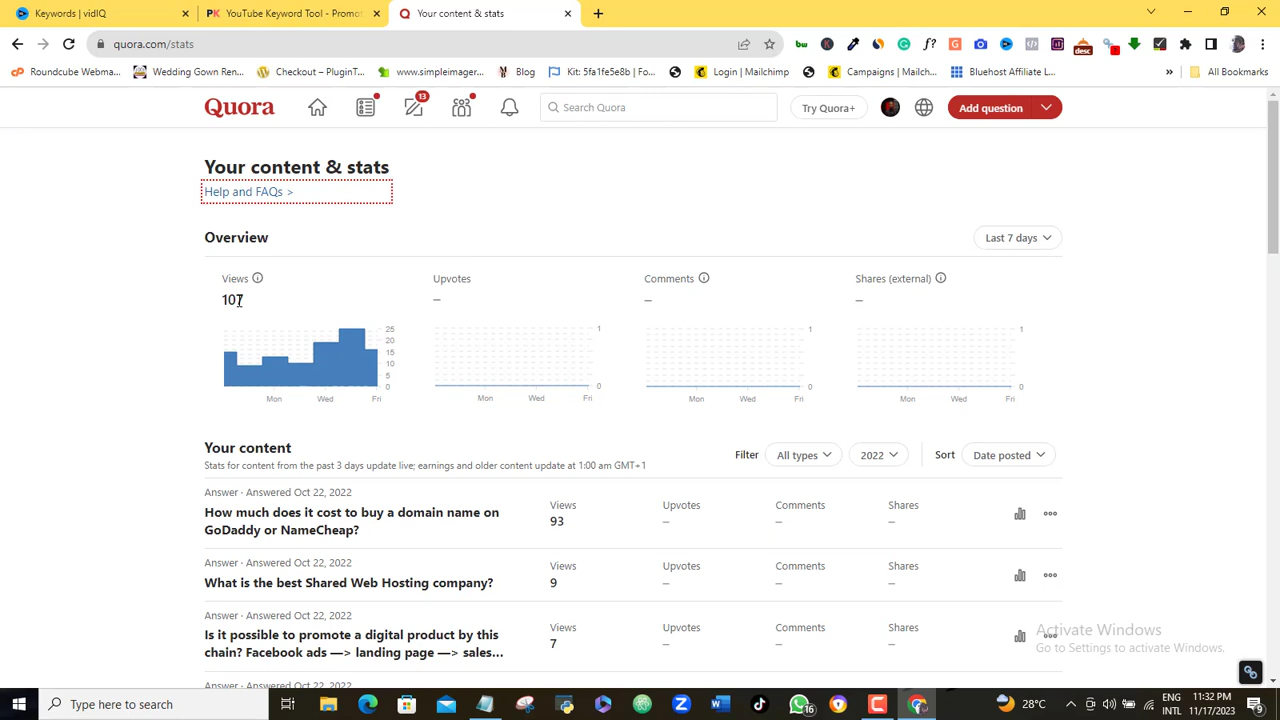 Keywords | vidIQ
Your Keyword Tool - Promot
Your content & stats
quora.com/stats
Roundcube Webma...
Wedding Gown Ren...
Checkout – Plugin1...
www.simpleimager...
Blog
Kit: 5fa1fe5e8b | Fo...
Login | Mailchimp
Campaigns | Mailch...
Bluehost Affiliate L...
All Bookmarks
Quora
13
Search Quora
Try Quora+
Add question
Your content & stats
Help and FAQs >
Overview
Last 7 days
Views
Upvotes
Comments
Shares (external)
107
–
–
–
25
20
15
10
5
0
Mon Wed Fri
1
0
Mon Wed Fri
1
0
Mon Wed Fri
1
0
Mon Wed Fri
Your content
Stats for content from the past 3 days update live; earnings and older content update at 1:00 am GMT+1
Filter
All types
2022
Sort
Date posted
Answer · Answered Oct 22, 2022
How much does it cost to buy a domain name on
GoDaddy or NameCheap?
Views Upvotes Comments Shares
93 – – –
Answer · Answered Oct 22, 2022
What is the best Shared Web Hosting company?
Views Upvotes Comments Shares
9 – – –
Answer · Answered Oct 22, 2022
Is it possible to promote a digital product by this
chain? Facebook ads —> landing page —> sales...
Views Upvotes Comments Shares
7 – – –
Answer · Answered Oct 22, 2022
Activate Windows
Go to Settings to activate Windows.
Type here to search
16
28°C
ENG
INTL
11:32 PM
11/17/2023
9